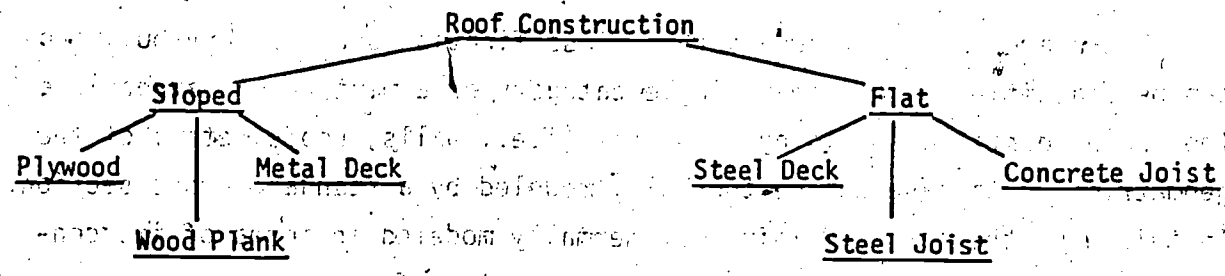 Roof Construction
Sloped
Flat
Plywood
Metal Deck
Steel Deck
Concrete Joist
Wood Plank
Steel Joist